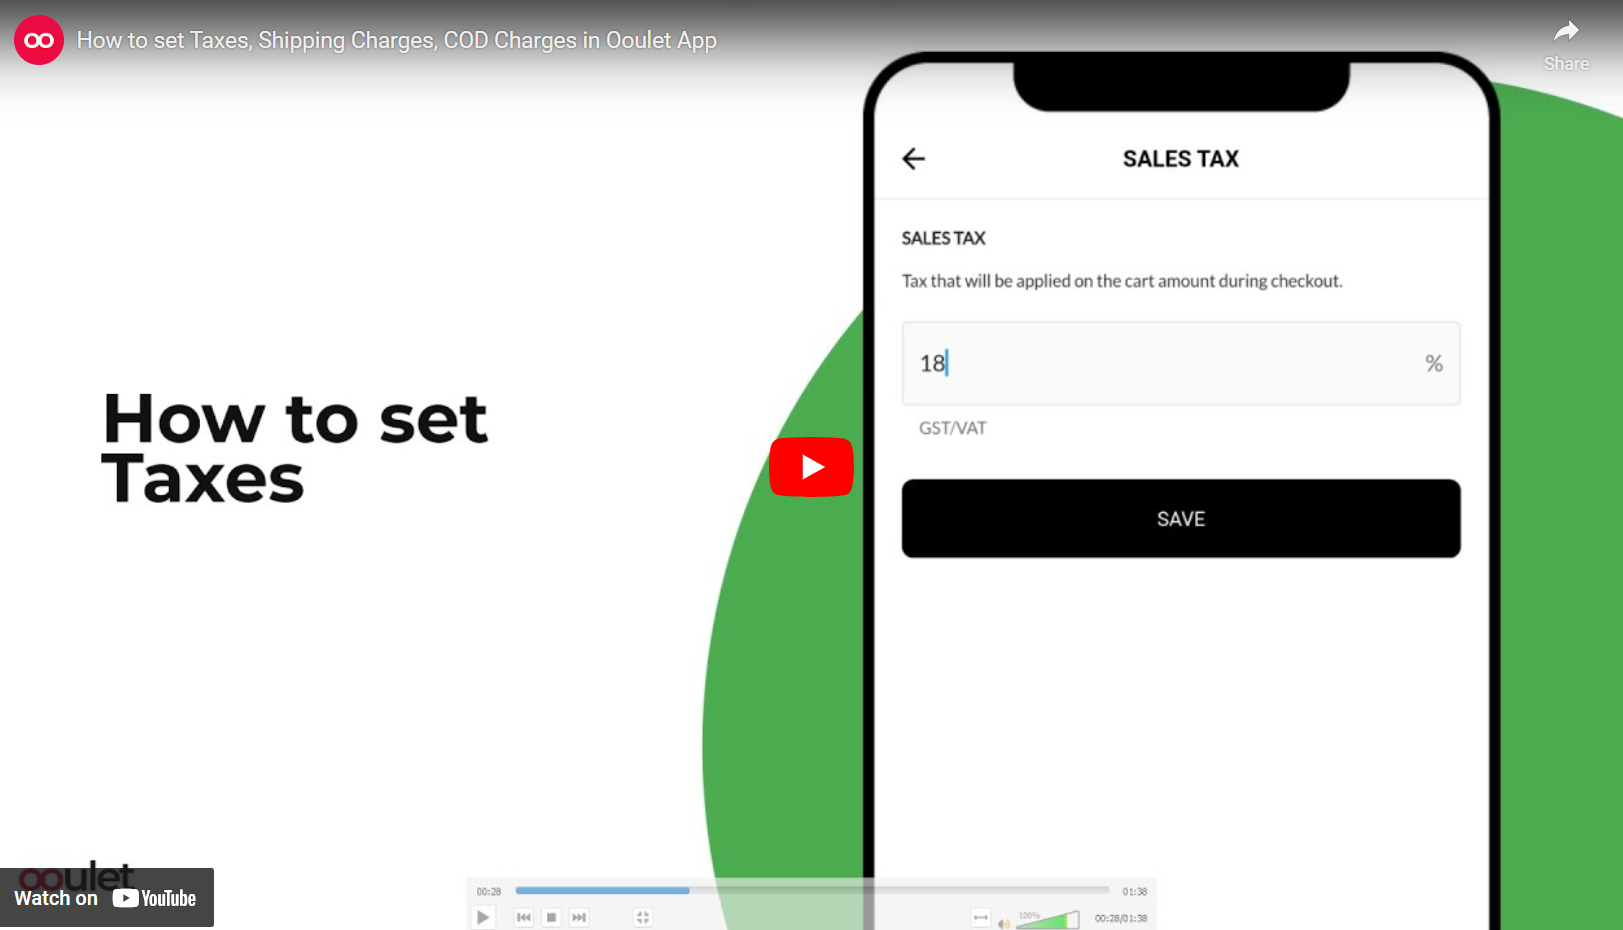 How to set Taxes, Shipping Charges, COD Charges in Ooulet App
Share
SALES TAX
SALES TAX
Tax that will be applied on the cart amount during checkout.
18
%
GST/VAT
SAVE
How to set
Taxes
ooulet
Watch on YouTube
00:28
01:38
100%
00:28/01:38